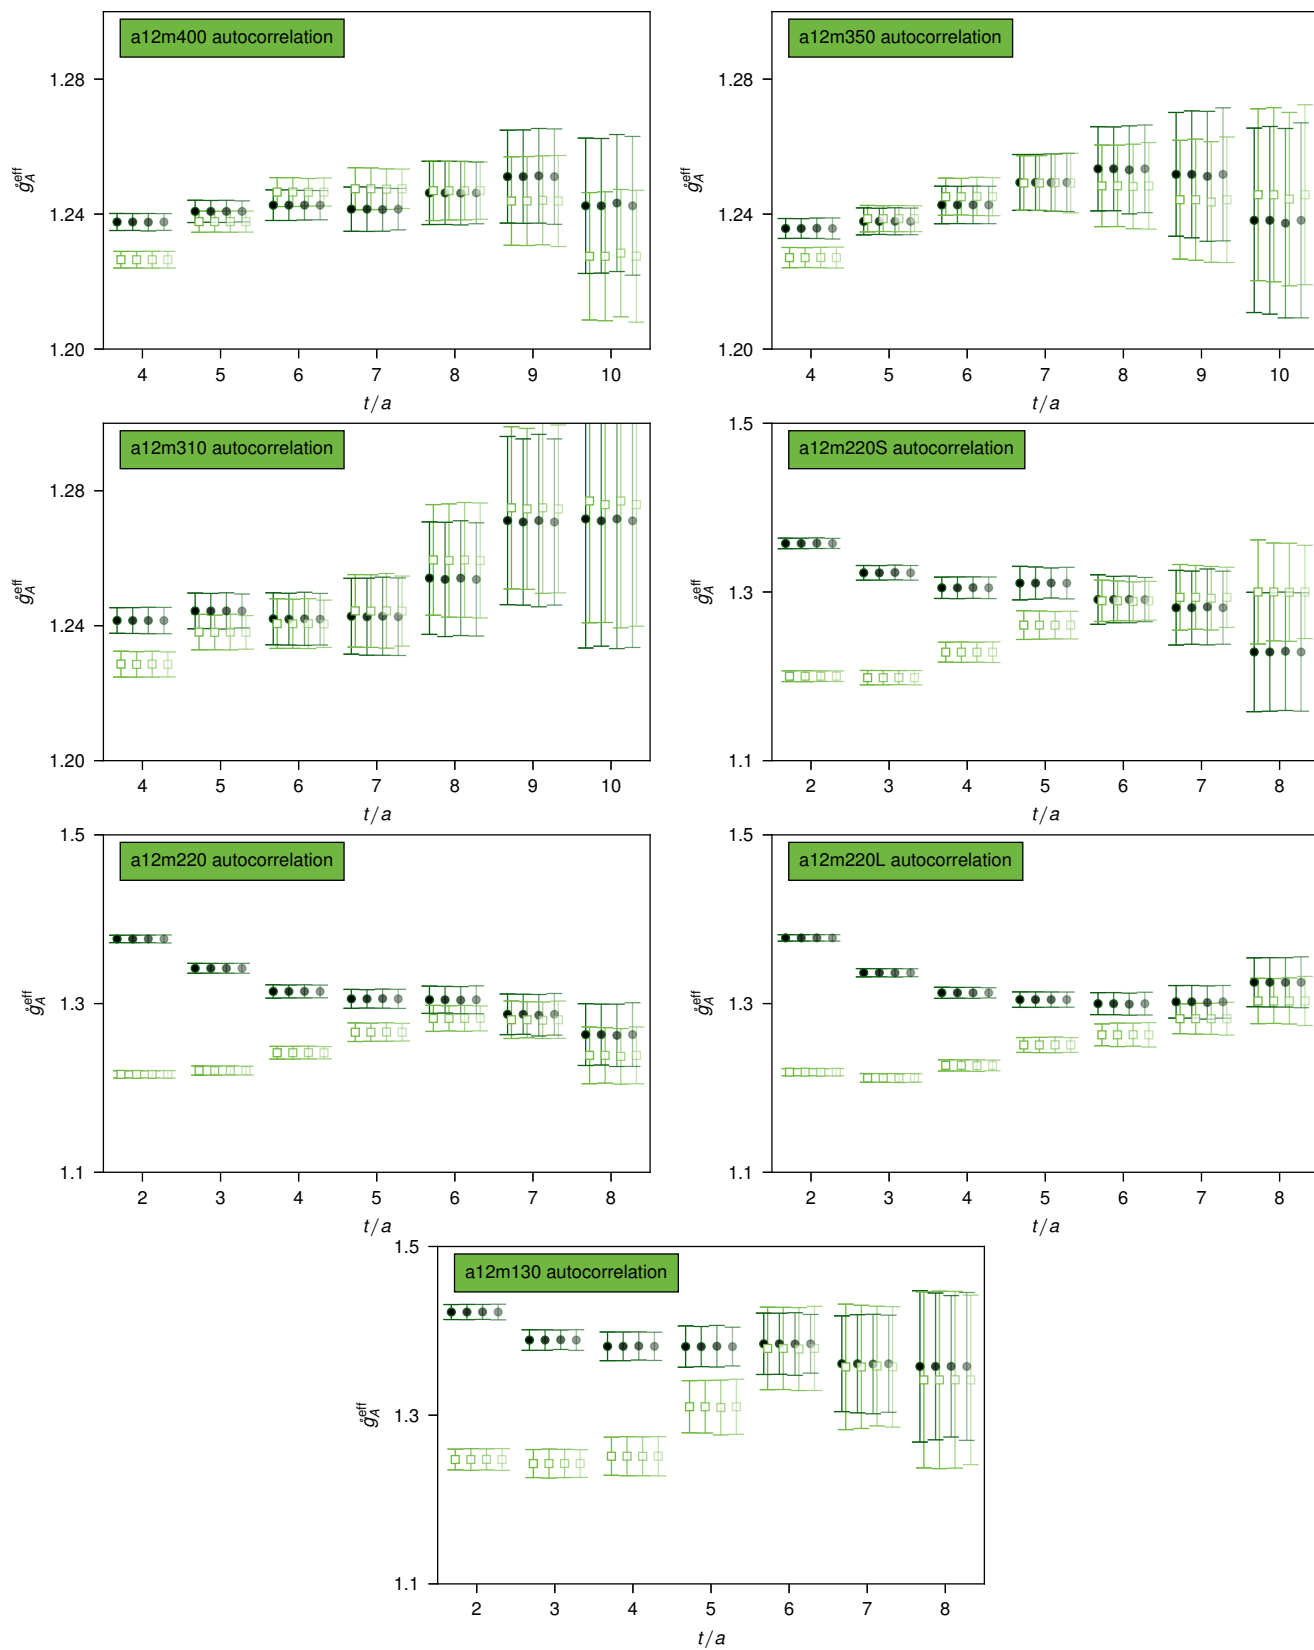 a12m400 autocorrelation
1.28
1.24
1.20
g̊_A^eff
4 5 6 7 8 9 10
t/a
a12m350 autocorrelation
1.28
1.24
1.20
g̊_A^eff
4 5 6 7 8 9 10
t/a
a12m310 autocorrelation
1.28
1.24
1.20
g̊_A^eff
4 5 6 7 8 9 10
t/a
a12m220S autocorrelation
1.5
1.3
1.1
g̊_A^eff
2 3 4 5 6 7 8
t/a
a12m220 autocorrelation
1.5
1.3
1.1
g̊_A^eff
2 3 4 5 6 7 8
t/a
a12m220L autocorrelation
1.5
1.3
1.1
g̊_A^eff
2 3 4 5 6 7 8
t/a
a12m130 autocorrelation
1.5
1.3
1.1
g̊_A^eff
2 3 4 5 6 7 8
t/a